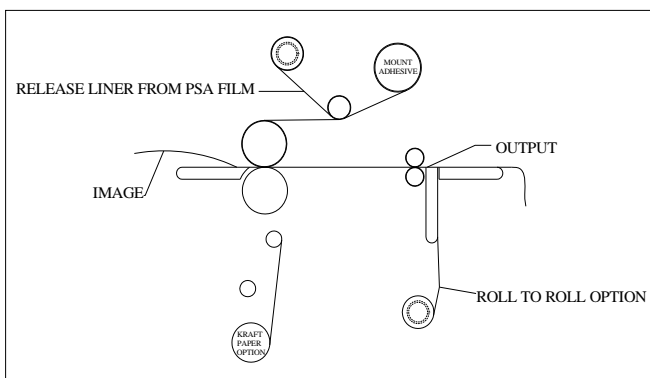 MOUNT
ADHESIVE
RELEASE LINER FROM PSA FILM
OUTPUT
IMAGE
ROLL TO ROLL OPTION
KRAFT
PAPER
OPTION